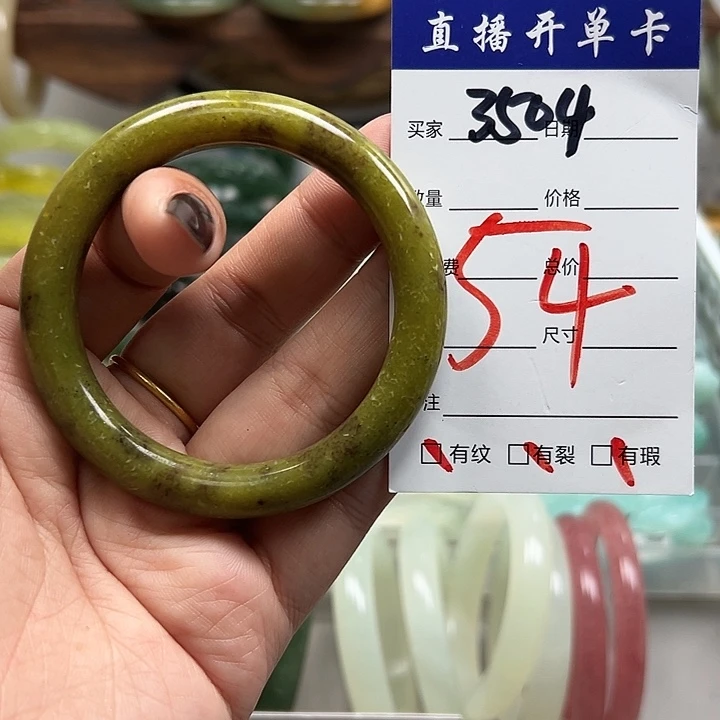 直播开单卡
买家 3504 日期
数量 价格
费 总价
54
尺寸
注
☐有纹 ☐有裂 ☐有瑕